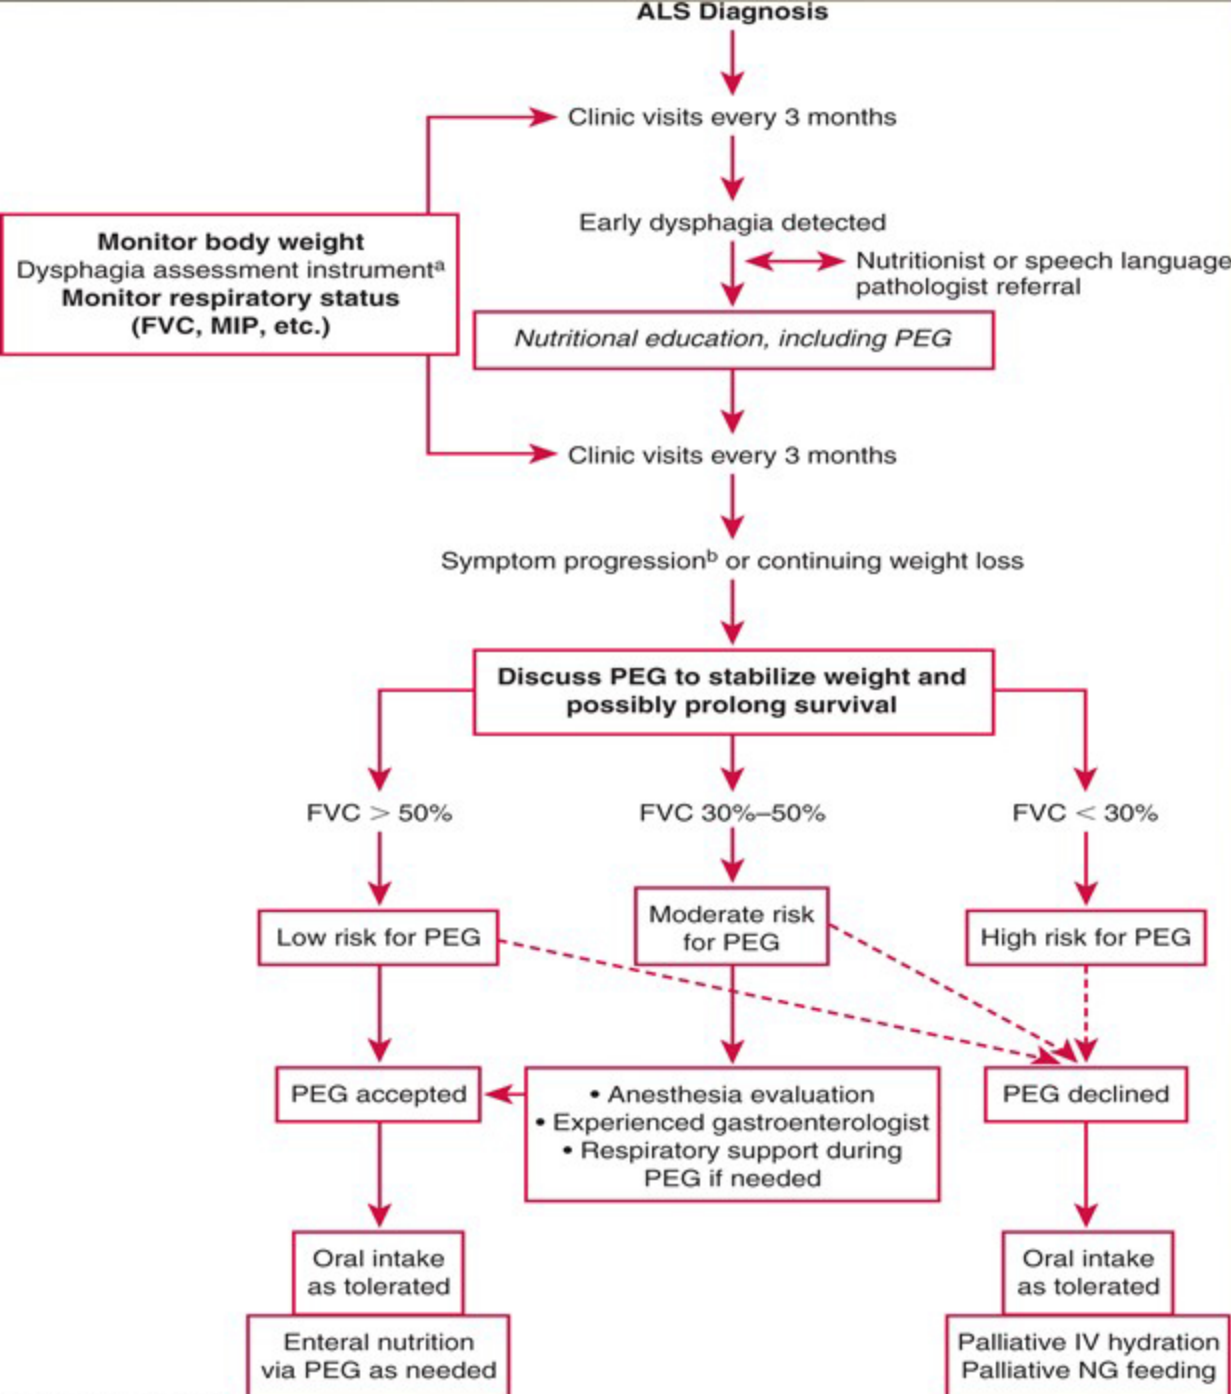 ALS Diagnosis
Clinic visits every 3 months
Early dysphagia detected
Nutritionist or speech language
pathologist referral
Monitor body weight
Dysphagia assessment instrumentᵃ
Monitor respiratory status
(FVC, MIP, etc.)
Nutritional education, including PEG
Clinic visits every 3 months
Symptom progressionᵇ or continuing weight loss
Discuss PEG to stabilize weight and
possibly prolong survival
FVC > 50%
FVC 30%–50%
FVC < 30%
Low risk for PEG
Moderate risk
for PEG
High risk for PEG
PEG accepted
• Anesthesia evaluation
• Experienced gastroenterologist
• Respiratory support during
PEG if needed
PEG declined
Oral intake
as tolerated
Enteral nutrition
via PEG as needed
Oral intake
as tolerated
Palliative IV hydration
Palliative NG feeding